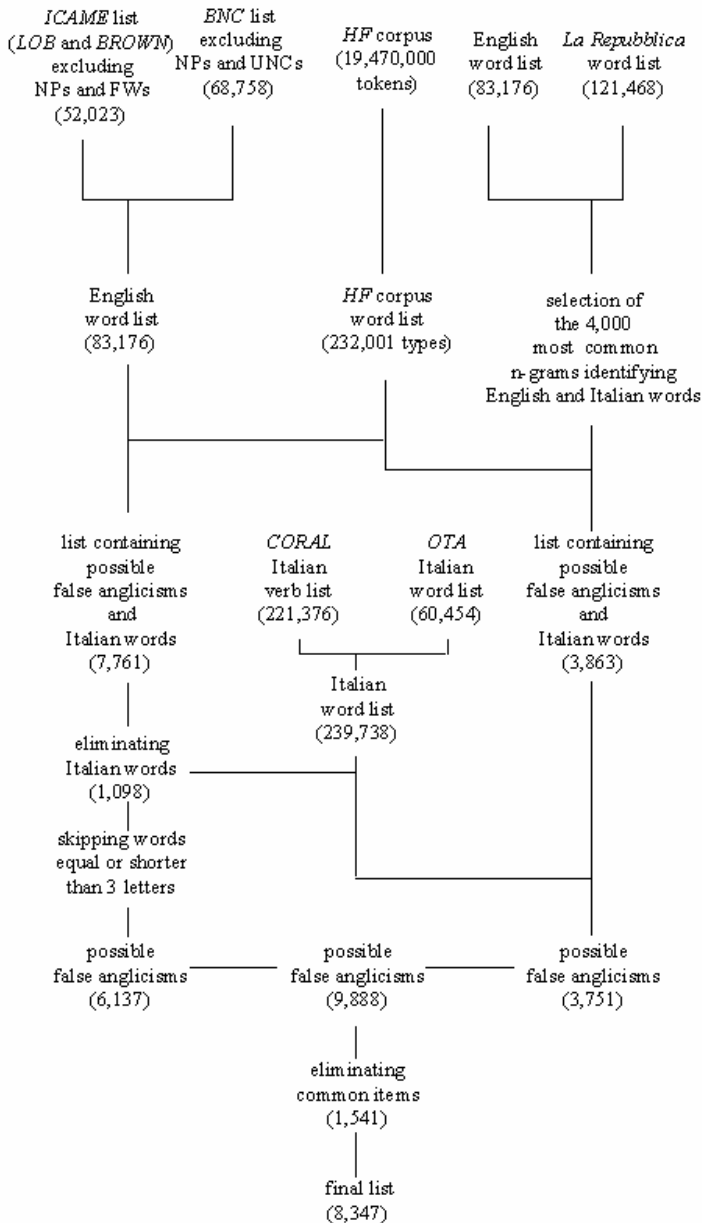 ICAME list
(LOB and BROWN)
excluding
NPs and FWs
(52,023)
BNC list
excluding
NPs and UNCs
(68,758)
HF corpus
(19,470,000
tokens)
English
word list
(83,176)
La Repubblica
word list
(121,468)
English
word list
(83,176)
HF corpus
word list
(232,001 types)
selection of
the 4,000
most common
n-grams identifying
English and Italian words
list containing
possible
false anglicisms
and
Italian words
(7,761)
CORAL
Italian
verb list
(221,376)
OTA
Italian
word list
(60,454)
list containing
possible
false anglicisms
and
Italian words
(3,863)
Italian
word list
(239,738)
eliminating
Italian words
(1,098)
skipping words
equal or shorter
than 3 letters
possible
false anglicisms
(6,137)
possible
false anglicisms
(9,888)
possible
false anglicisms
(3,751)
eliminating
common items
(1,541)
final list
(8,347)